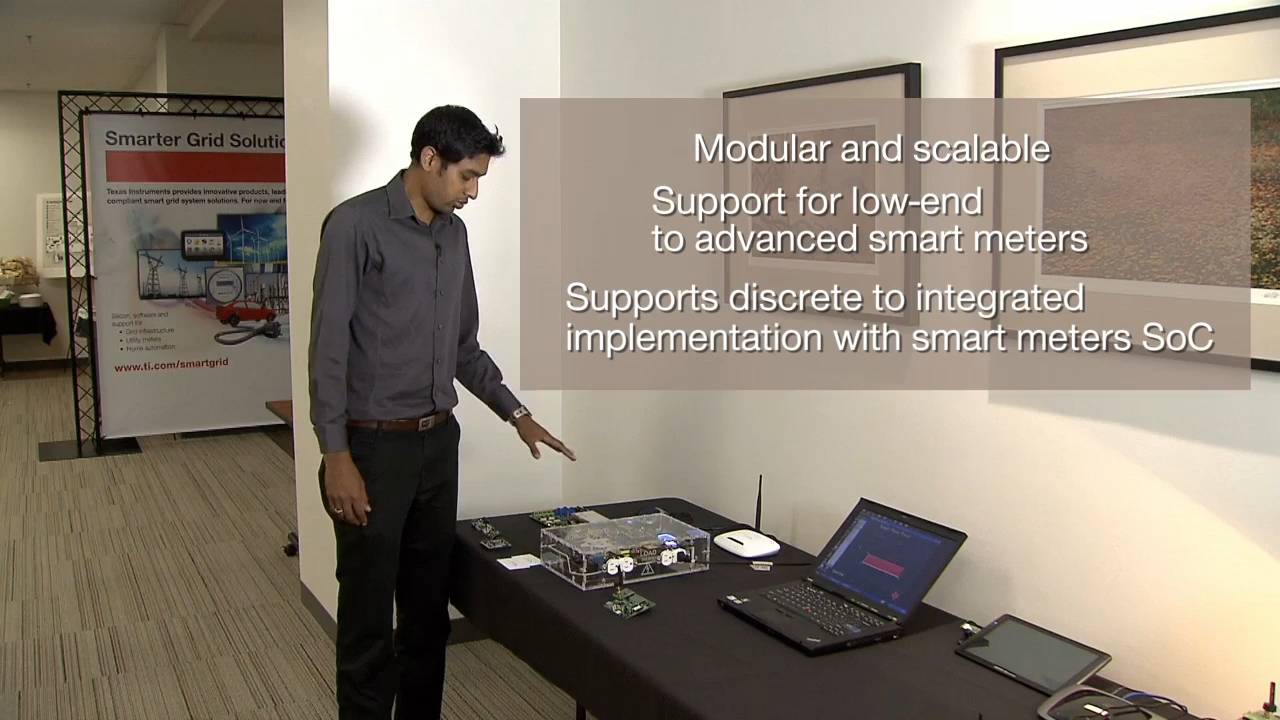 Smarter Grid Solutio
Texas Instruments provides innovative products, lead
compliant smart grid system solutions. For now and
Silicon, software and
support for
• Grid infrastructure
• Utility meters
• Home automation
www.ti.com/smartgrid
Modular and scalable
Support for low-end
to advanced smart meters
Supports discrete to integrated
implementation with smart meters SoC
LOAD